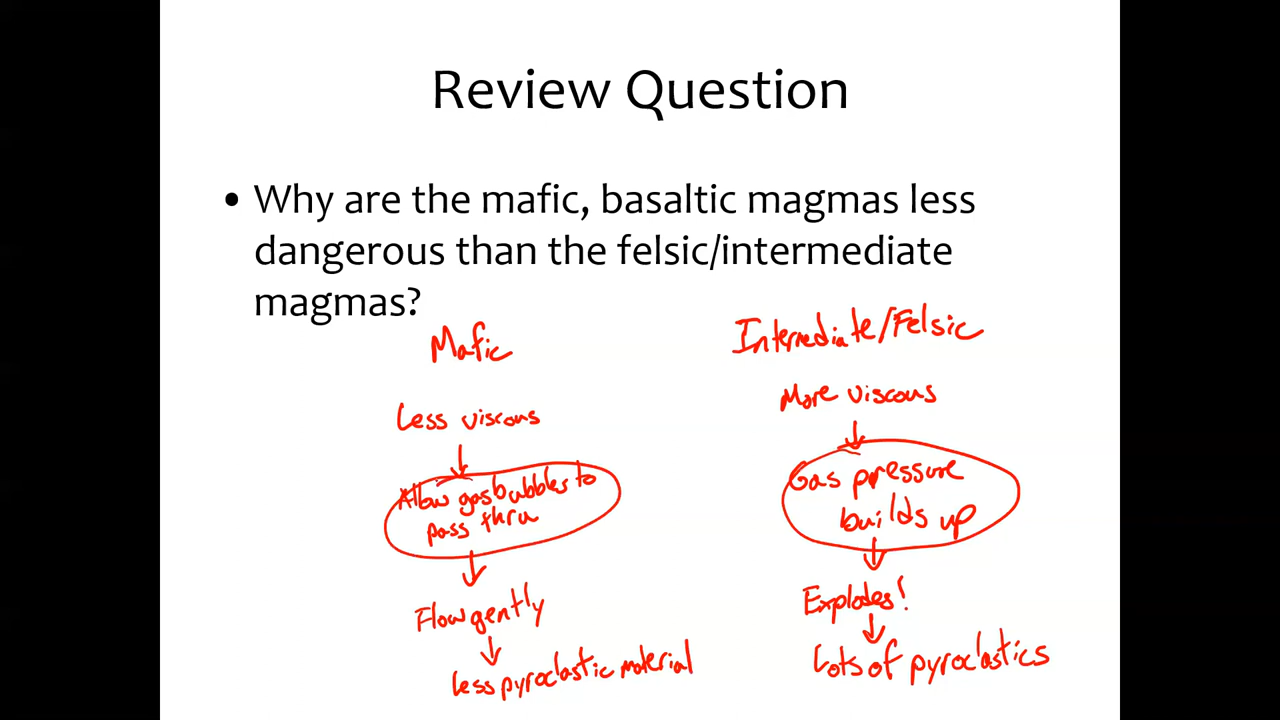 Review Question
• Why are the mafic, basaltic magmas less
dangerous than the felsic/intermediate
magmas?
Mafic
Less viscous
Allow gas bubbles to
pass thru
Flow gently
Less pyroclastic material
Intermediate/Felsic
More viscous
Gas pressure
builds up
Explodes!
Lots of pyroclastics